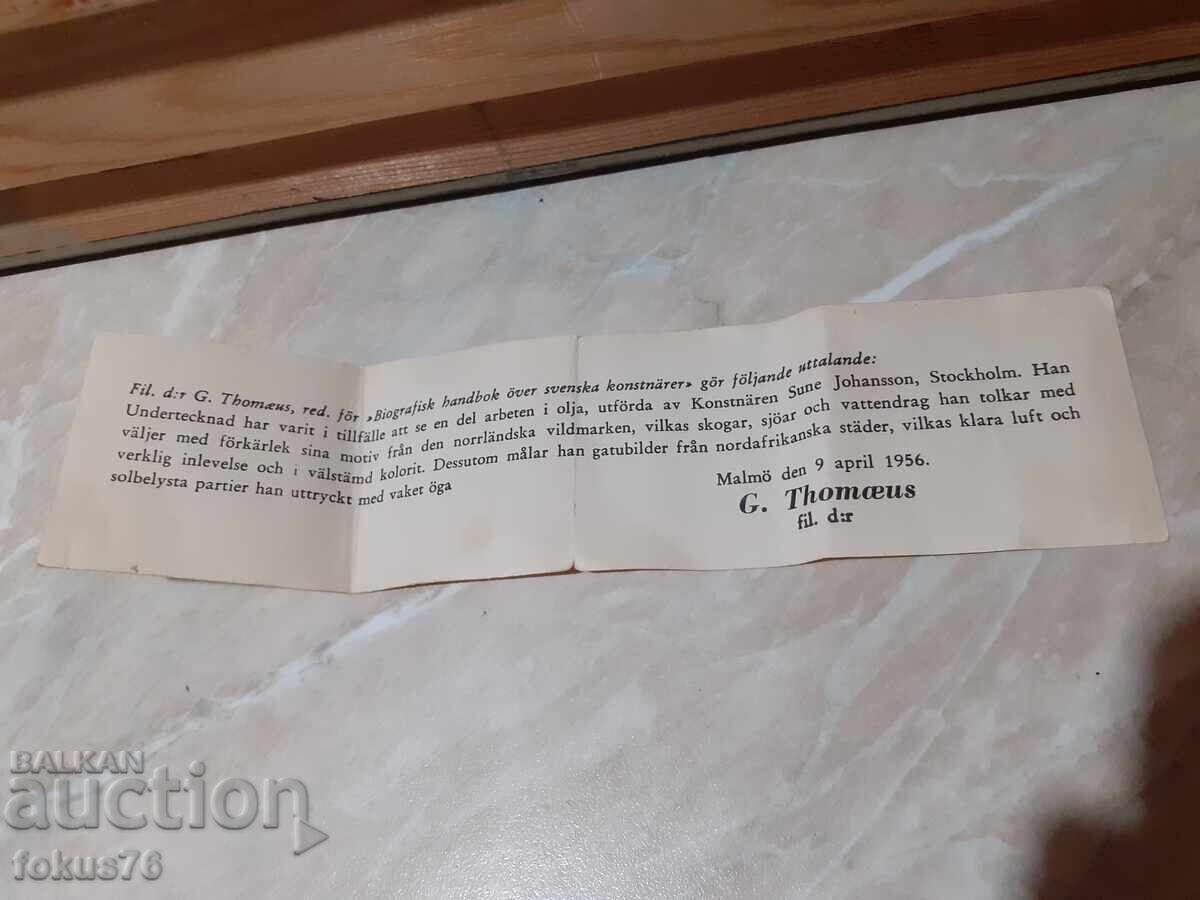 Fil. d:r G. Thomæus, red. för »Biografisk handbok över svenska konstnärer» gör följande uttalande:
Undertecknad har varit i tillfälle att se en del arbeten i olja, utförda av Konstnären Sune Johansson, Stockholm. Han
väljer med förkärlek sina motiv från den norrländska vildmarken, vilkas skogar, sjöar och vattendrag han tolkar med
verklig inlevelse och i välstämd kolorit. Dessutom målar han gatubilder från nordafrikanska städer, vilkas klara luft och
solbelysta partier han uttryckt med vaket öga
Malmö den 9 april 1956.
G. Thomæus
fil. d:r
BALKAN
auction
fokus76